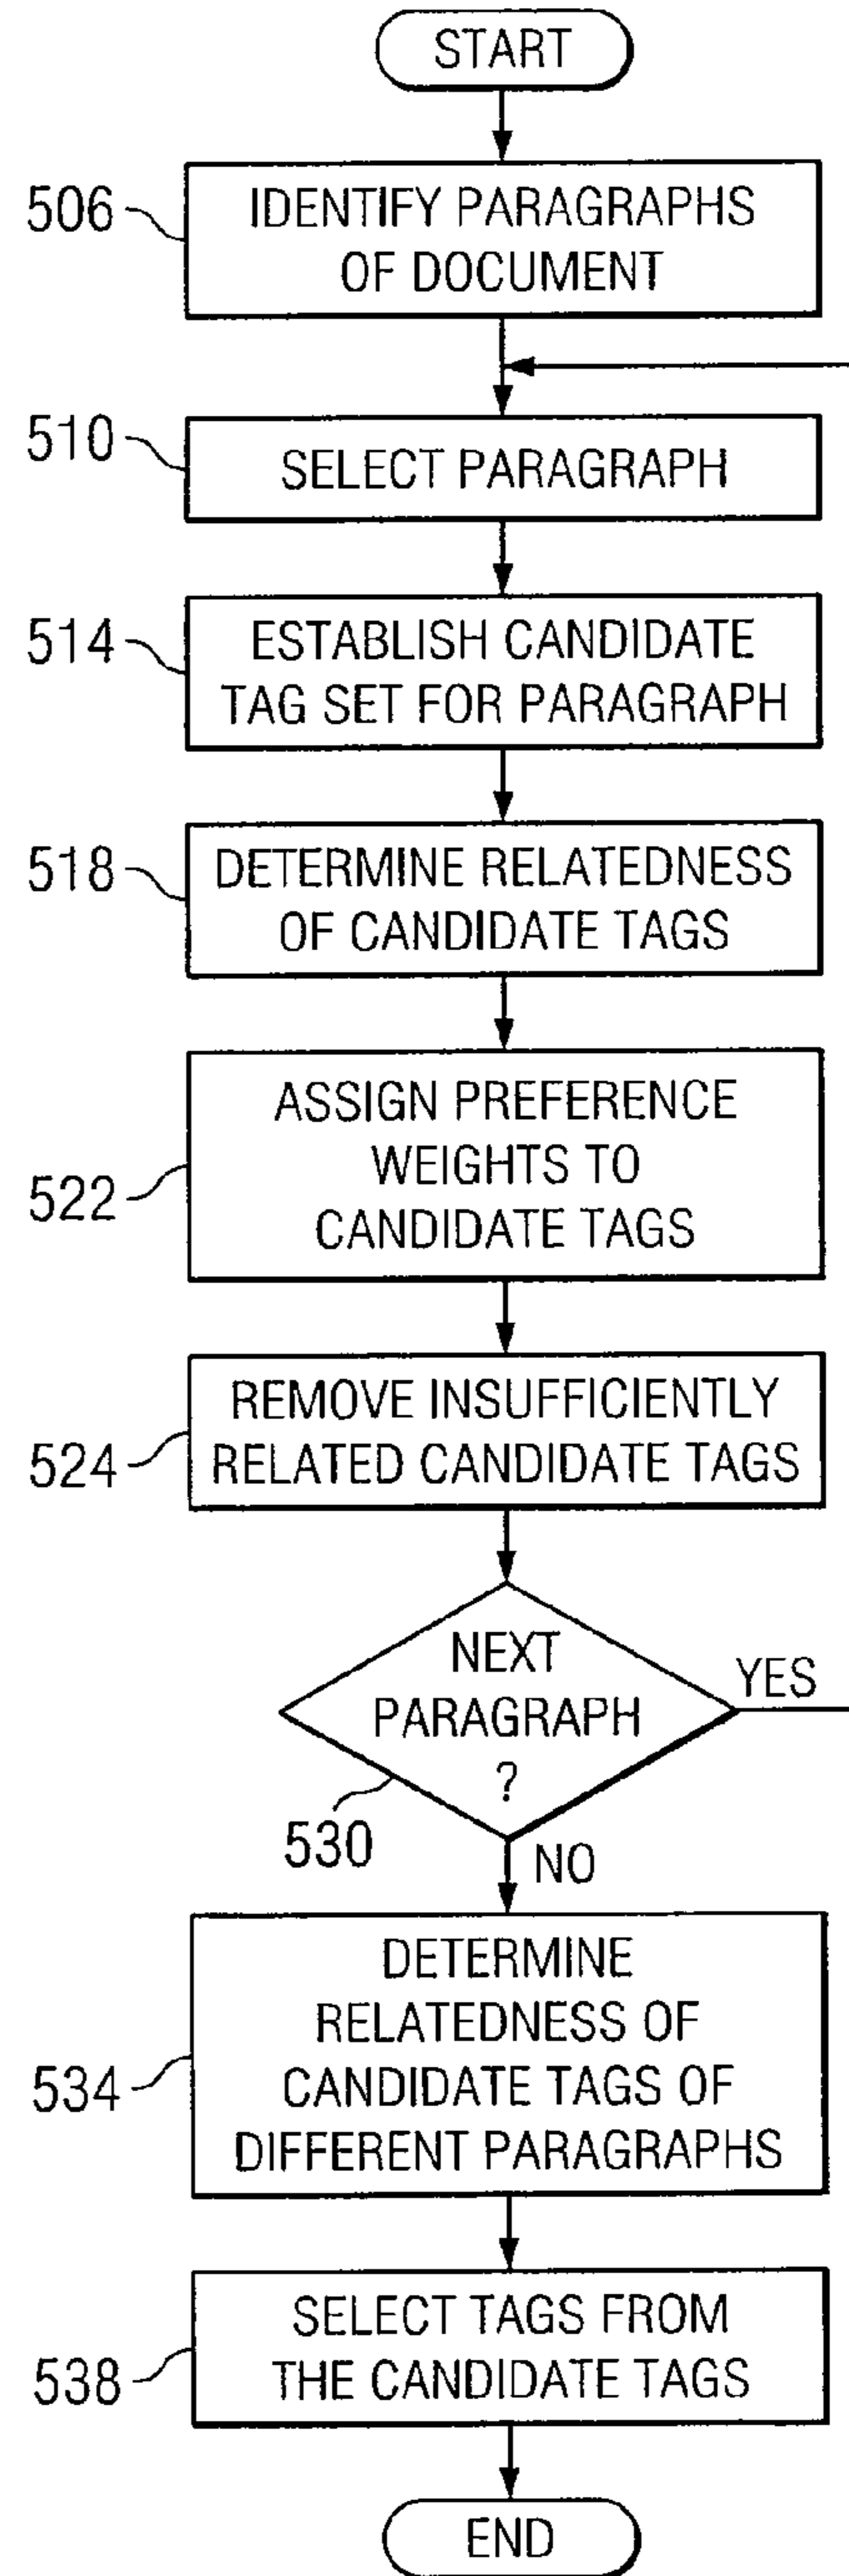 START
506
IDENTIFY PARAGRAPHS
OF DOCUMENT
510
SELECT PARAGRAPH
514
ESTABLISH CANDIDATE
TAG SET FOR PARAGRAPH
518
DETERMINE RELATEDNESS
OF CANDIDATE TAGS
522
ASSIGN PREFERENCE
WEIGHTS TO
CANDIDATE TAGS
524
REMOVE INSUFFICIENTLY
RELATED CANDIDATE TAGS
NEXT
PARAGRAPH
?
YES
530
NO
534
DETERMINE
RELATEDNESS OF
CANDIDATE TAGS OF
DIFFERENT PARAGRAPHS
538
SELECT TAGS FROM
THE CANDIDATE TAGS
END